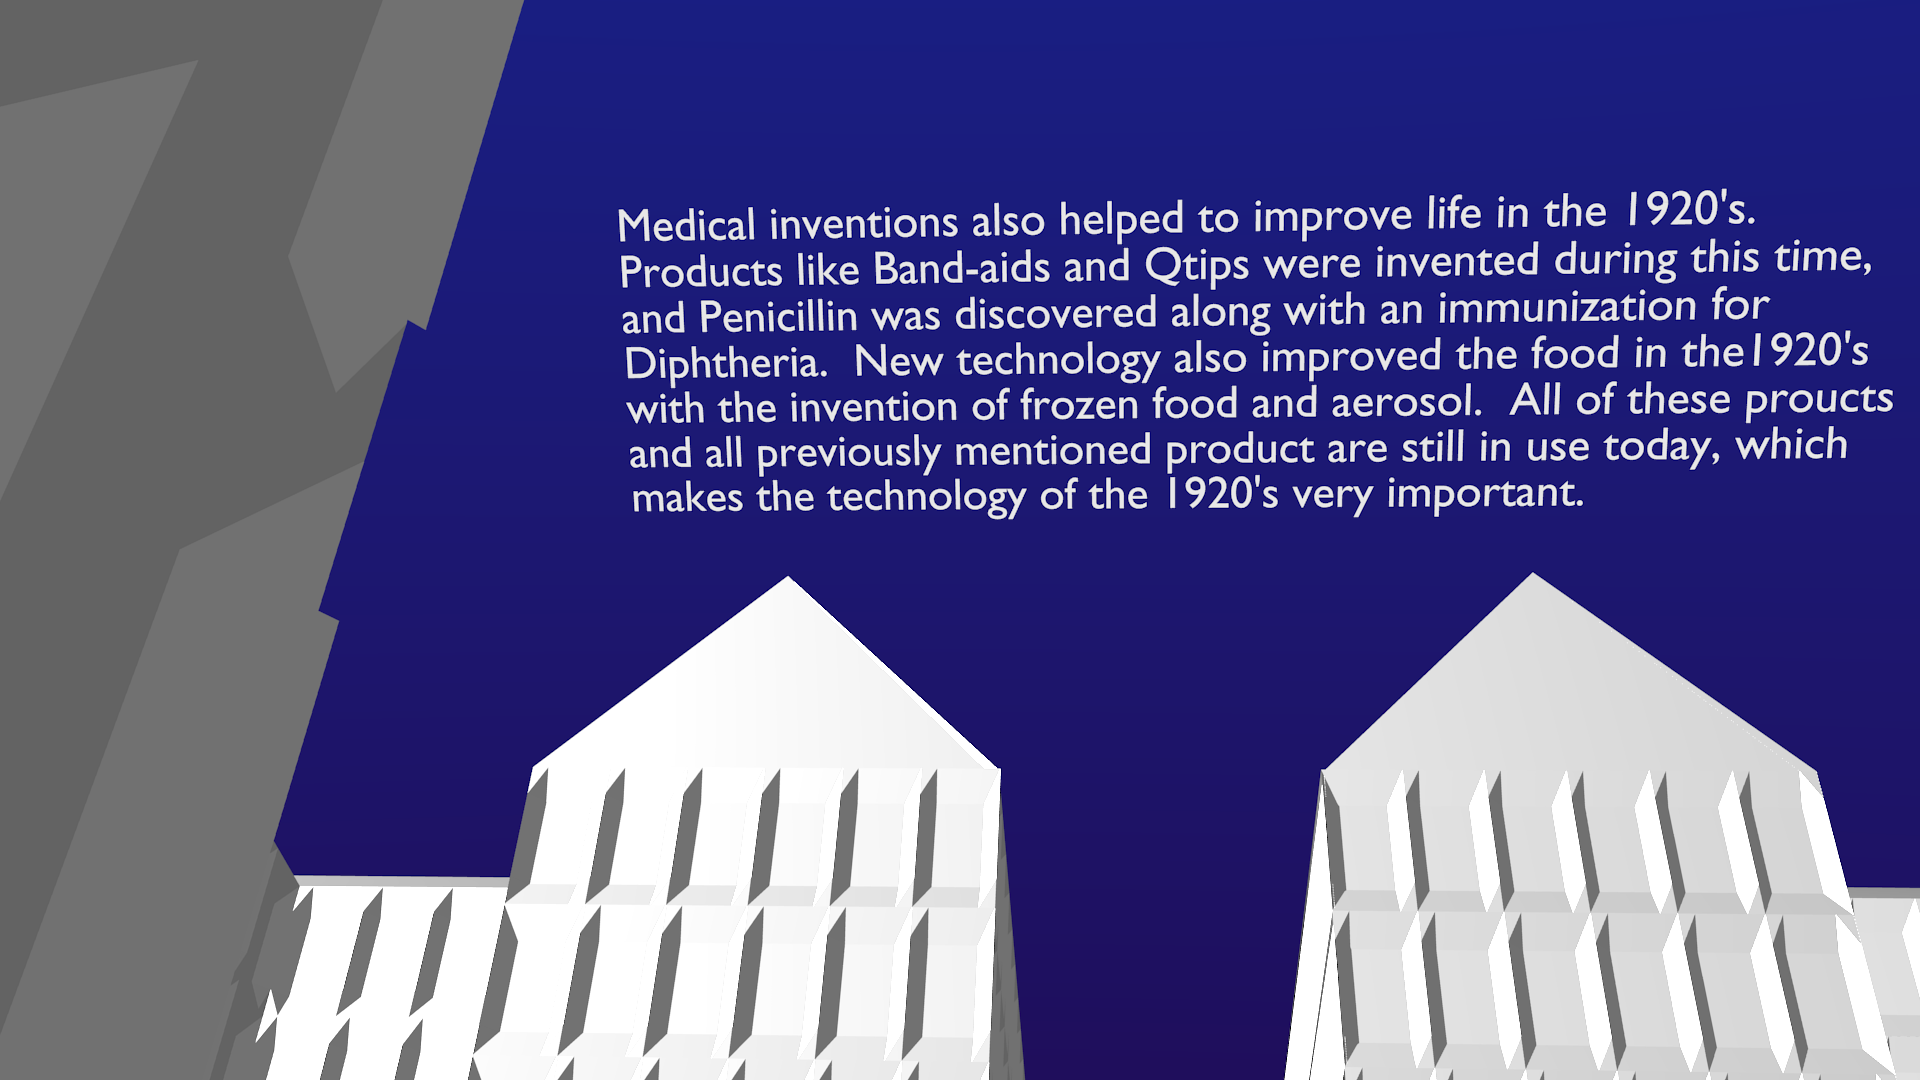 Medical inventions also helped to improve life in the 1920's.
Products like Band-aids and Qtips were invented during this time,
and Penicillin was discovered along with an immunization for
Diphtheria.  New technology also improved the food in the1920's
with the invention of frozen food and aerosol.  All of these proucts
and all previously mentioned product are still in use today, which
makes the technology of the 1920's very important.